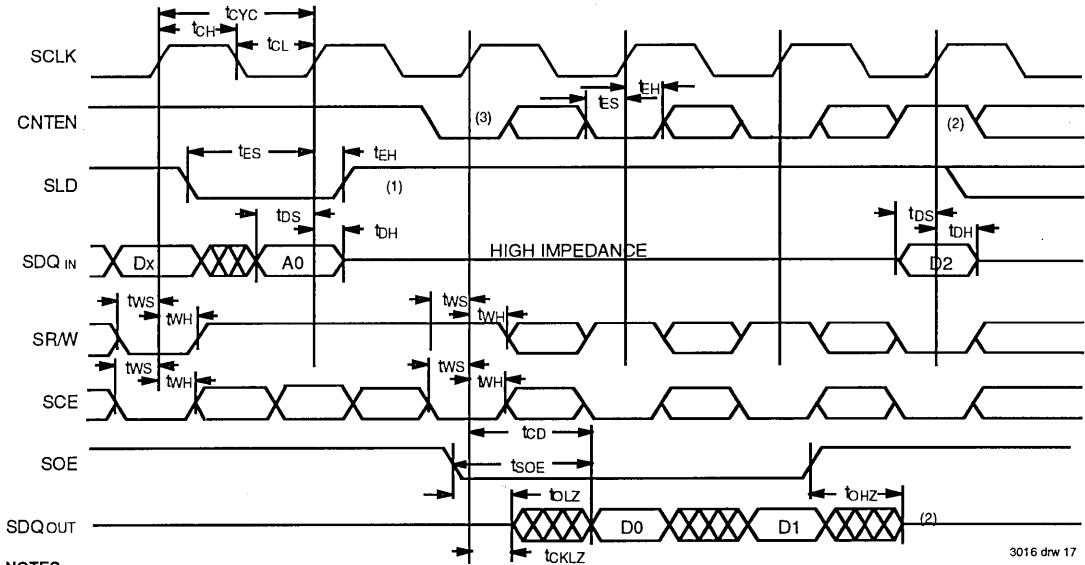 tCYC
tCH
tCL
SCLK
tEH
tES
CNTEN
(3)
(2)
tES
tEH
SLD
(1)
tDS
tDH
tDS
tDH
SDQ IN
Dx
A0
HIGH IMPEDANCE
D2
tWS
tWH
tWS
tWH
SR/W
tWS
tWH
tWS
tWH
SCE
tCD
SOE
tSOE
tOLZ
tOHZ
SDQ OUT
D0
D1
(2)
tCKLZ
3016 drw 17